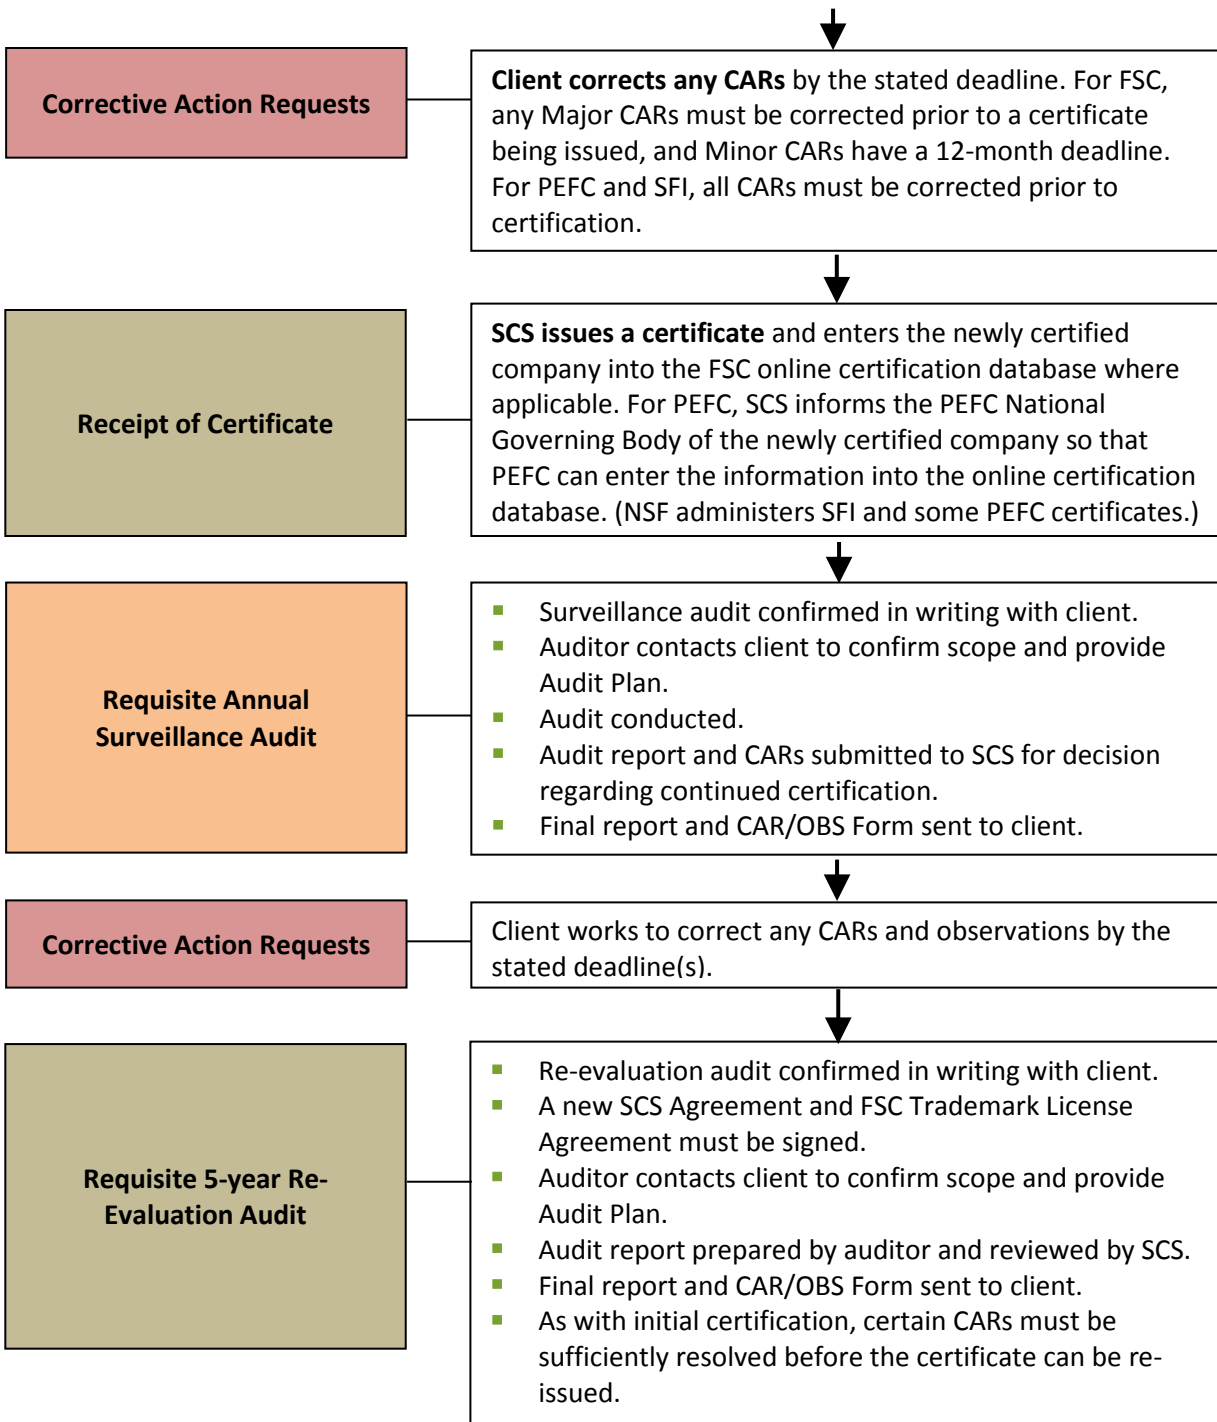 Corrective Action Requests
Client corrects any CARs by the stated deadline. For FSC,
any Major CARs must be corrected prior to a certificate
being issued, and Minor CARs have a 12-month deadline.
For PEFC and SFI, all CARs must be corrected prior to
certification.
Receipt of Certificate
SCS issues a certificate and enters the newly certified
company into the FSC online certification database where
applicable. For PEFC, SCS informs the PEFC National
Governing Body of the newly certified company so that
PEFC can enter the information into the online certification
database. (NSF administers SFI and some PEFC certificates.)
Requisite Annual
Surveillance Audit
▪ Surveillance audit confirmed in writing with client.
▪ Auditor contacts client to confirm scope and provide
Audit Plan.
▪ Audit conducted.
▪ Audit report and CARs submitted to SCS for decision
regarding continued certification.
▪ Final report and CAR/OBS Form sent to client.
Corrective Action Requests
Client works to correct any CARs and observations by the
stated deadline(s).
Requisite 5-year Re-
Evaluation Audit
▪ Re-evaluation audit confirmed in writing with client.
▪ A new SCS Agreement and FSC Trademark License
Agreement must be signed.
▪ Auditor contacts client to confirm scope and provide
Audit Plan.
▪ Audit report prepared by auditor and reviewed by SCS.
▪ Final report and CAR/OBS Form sent to client.
▪ As with initial certification, certain CARs must be
sufficiently resolved before the certificate can be re-
issued.